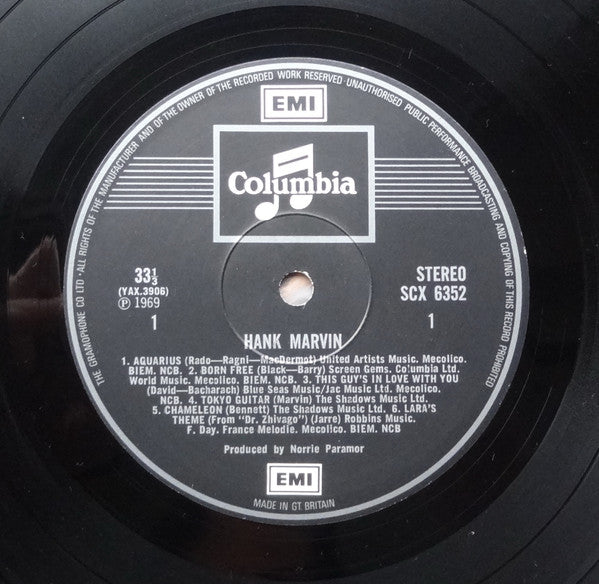 THE GRAMOPHONE CO LTD · ALL RIGHTS OF THE MANUFACTURER AND OF THE OWNER OF THE RECORDED WORK RESERVED · UNAUTHORISED PUBLIC PERFORMANCE BROADCASTING AND COPYING OF THIS RECORD PROHIBITED
EMI
Columbia
33⅓
(YAX.3906)
Ⓟ 1969
1
STEREO
SCX 6352
1
HANK MARVIN
1. AQUARIUS (Rado—Ragni—MacDermot) United Artists Music. Mecolico.
BIEM. NCB. 2. BORN FREE (Black—Barry) Screen Gems. Columbia Ltd.
World Music. Mecolico. BIEM. NCB. 3. THIS GUY'S IN LOVE WITH YOU
(David—Bacharach) Blue Seas Music/Jac Music Ltd. Mecolico.
NCB. 4. TOKYO GUITAR (Marvin) The Shadows Music Ltd.
5. CHAMELEON (Bennett) The Shadows Music Ltd. 6. LARA'S
THEME (From "Dr. Zhivago") (Jarre) Robbins Music.
F. Day. France Melodie. Mecolico. BIEM. NCB
Produced by Norrie Paramor
EMI
MADE IN GT. BRITAIN